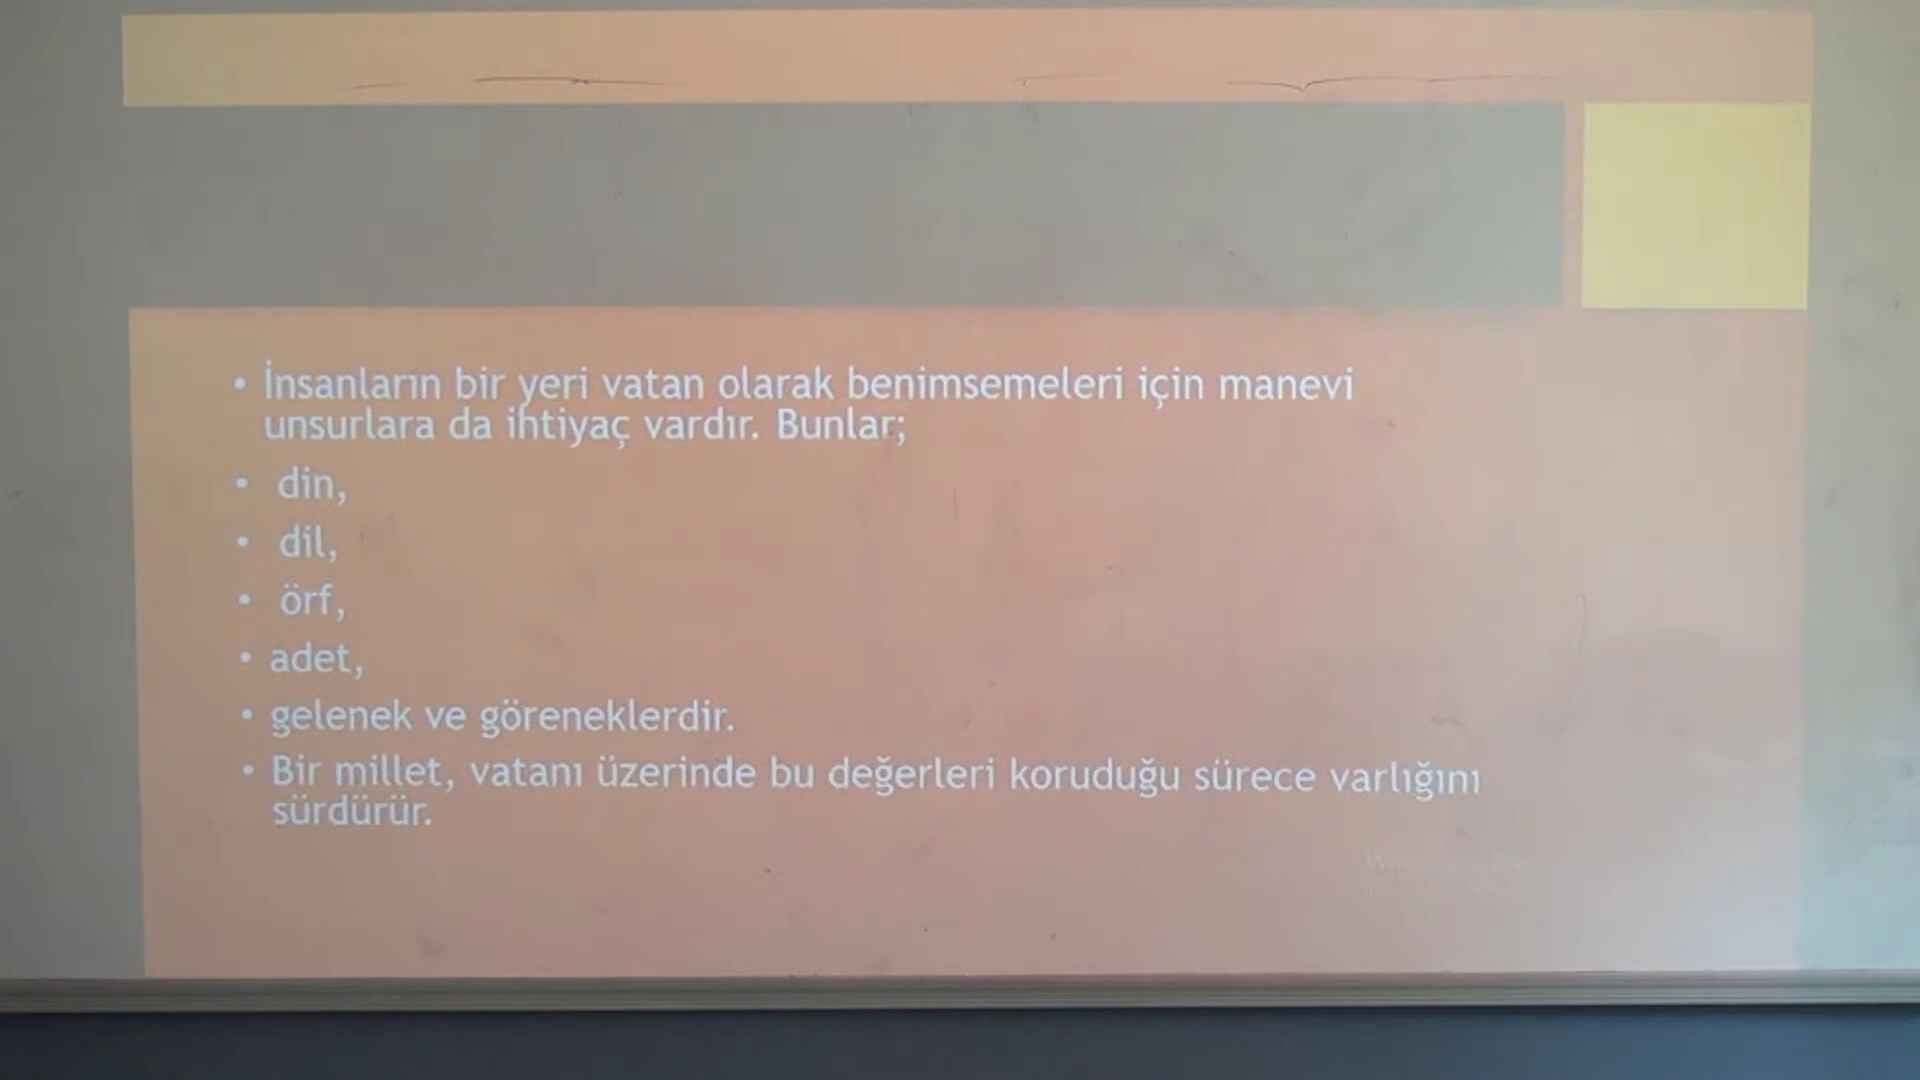 • İnsanların bir yeri vatan olarak benimsemeleri için manevi
unsurlara da ihtiyaç vardır. Bunlar;
• din,
• dil,
• örf,
• adet,
• gelenek ve göreneklerdir.
• Bir millet, vatanı üzerinde bu değerleri koruduğu sürece varlığını
sürdürür.